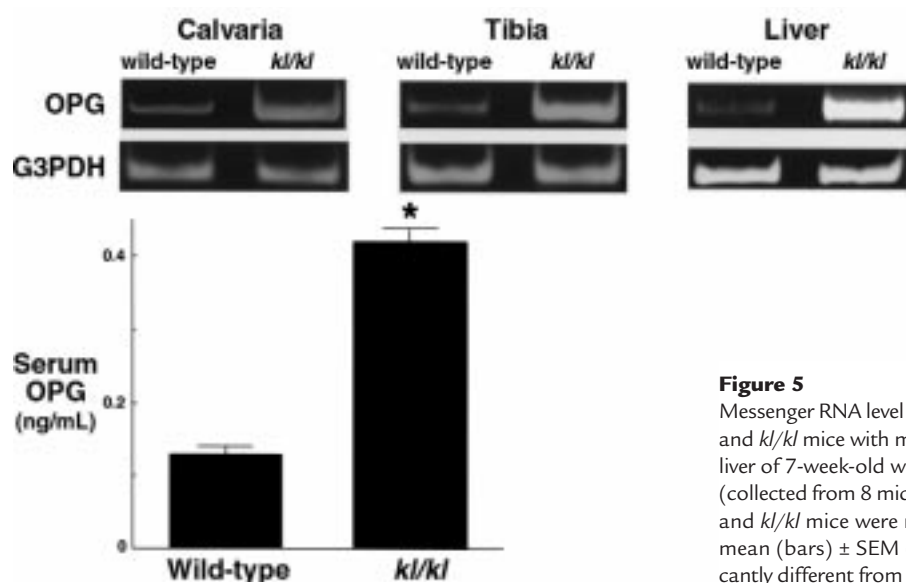 Calvaria Tibia Liver
wild-type kl/kl wild-type kl/kl wild-type kl/kl
OPG
G3PDH
*
0.4
Serum
OPG
(ng/mL)
0.2
0
Wild-type kl/kl
Figure 5
Messenger RNA level
and kl/kl mice with m
liver of 7-week-old w
(collected from 8 mic
and kl/kl mice were r
mean (bars) ± SEM
cantly different from